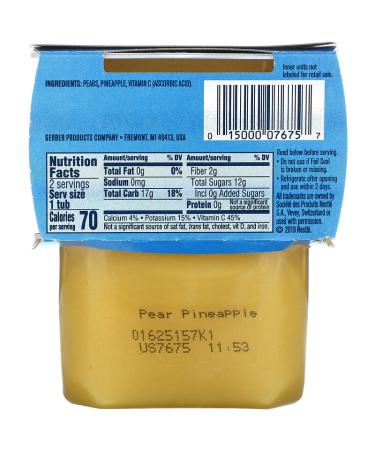 Inner units not
labeled for retail sale.
INGREDIENTS: PEARS, PINEAPPLE, VITAMIN C (ASCORBIC ACID).
GERBER PRODUCTS COMPANY • FREMONT, MI 49413, USA
0 15000 07675 7
Nutrition
Facts
2 servings
Serv size
1 tub
Calories 70
per serving
Amount/serving % DV
Total Fat 0g 0%
Sodium 0mg
Total Carb 17g 18%
Amount/serving % DV
Fiber 2g
Total Sugars 12g
Incl 0g Added Sugars
Protein 0g Not a significant source of protein
Calcium 4% • Potassium 15% • Vitamin C 45%
Not a significant source of sat fat, trans fat, cholest, vit D, and iron.
Read below before serving.
• Do not use if Foil Seal
is broken or missing.
• Refrigerate after opening
and use within 2 days.
All trademarks are owned by
Société des Produits Nestlé
S.A., Vevey, Switzerland or
used with permission.
© 2019 Nestlé.
Pear Pineapple
01625157K1
US7675 11:53